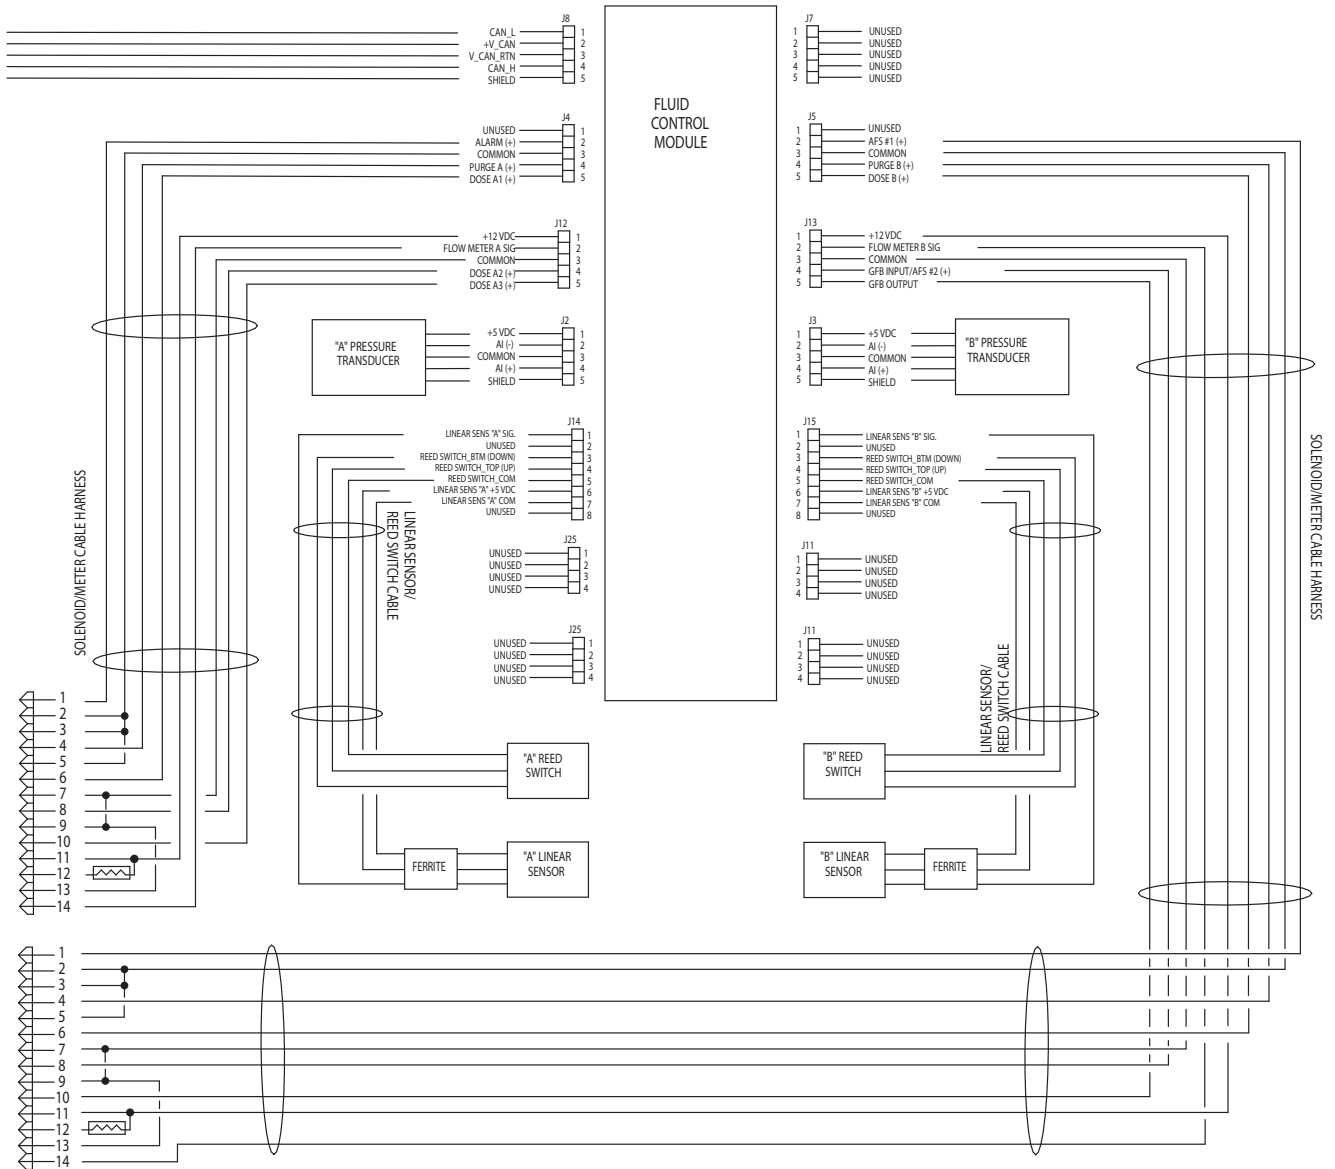 J8
CAN_L 1
+V_CAN 2
V_CAN_RTN 3
CAN_H 4
SHIELD 5
J7
1 UNUSED
2 UNUSED
3 UNUSED
4 UNUSED
5 UNUSED
FLUID
CONTROL
MODULE
J4
UNUSED 1
ALARM (+) 2
COMMON 3
PURGE A (+) 4
DOSE A1 (+) 5
J5
1 UNUSED
2 AFS #1 (+)
3 COMMON
4 PURGE B (+)
5 DOSE B (+)
J12
+12 VDC 1
FLOW METER A SIG 2
COMMON 3
DOSE A2 (+) 4
DOSE A3 (+) 5
J13
1 +12 VDC
2 FLOW METER B SIG
3 COMMON
4 GFB INPUT/AFS #2 (+)
5 GFB OUTPUT
"A" PRESSURE
TRANSDUCER
J2
+5 VDC 1
AI (-) 2
COMMON 3
AI (+) 4
SHIELD 5
J3
1 +5 VDC
2 AI (-)
3 COMMON
4 AI (+)
5 SHIELD
"B" PRESSURE
TRANSDUCER
J14
LINEAR SENS "A" SIG. 1
UNUSED 2
REED SWITCH_BTM (DOWN) 3
REED SWITCH_TOP (UP) 4
REED SWITCH_COM 5
LINEAR SENS "A" +5 VDC 6
LINEAR SENS "A" COM 7
UNUSED 8
J15
1 LINEAR SENS "B" SIG.
2 UNUSED
3 REED SWITCH_BTM (DOWN)
4 REED SWITCH_TOP (UP)
5 REED SWITCH_COM
6 LINEAR SENS "B" +5 VDC
7 LINEAR SENS "B" COM
8 UNUSED
SOLENOID/METER CABLE HARNESS
LINEAR SENSOR/
REED SWITCH CABLE
SOLENOID/METER CABLE HARNESS
J25
UNUSED 1
UNUSED 2
UNUSED 3
UNUSED 4
J11
1 UNUSED
2 UNUSED
3 UNUSED
4 UNUSED
J25
UNUSED 1
UNUSED 2
UNUSED 3
UNUSED 4
J11
1 UNUSED
2 UNUSED
3 UNUSED
4 UNUSED
LINEAR SENSOR/
REED SWITCH CABLE
1
2
3
4
5
6
7
8
9
10
11
12
13
14
"A" REED
SWITCH
"B" REED
SWITCH
FERRITE
"A" LINEAR
SENSOR
"B" LINEAR
SENSOR
FERRITE
1
2
3
4
5
6
7
8
9
10
11
12
13
14